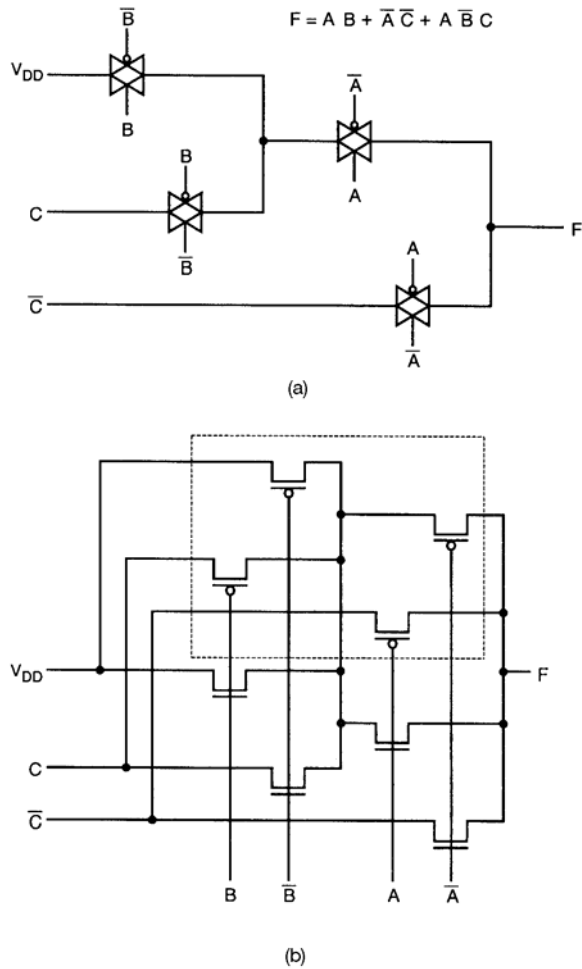 B̅
F = A B + A̅ C̅ + A B̅ C
V_DD
A̅
B
B
A
C
F
B̅
A
C̅
A̅
(a)
V_DD
F
C
C̅
B B̅ A A̅
(b)